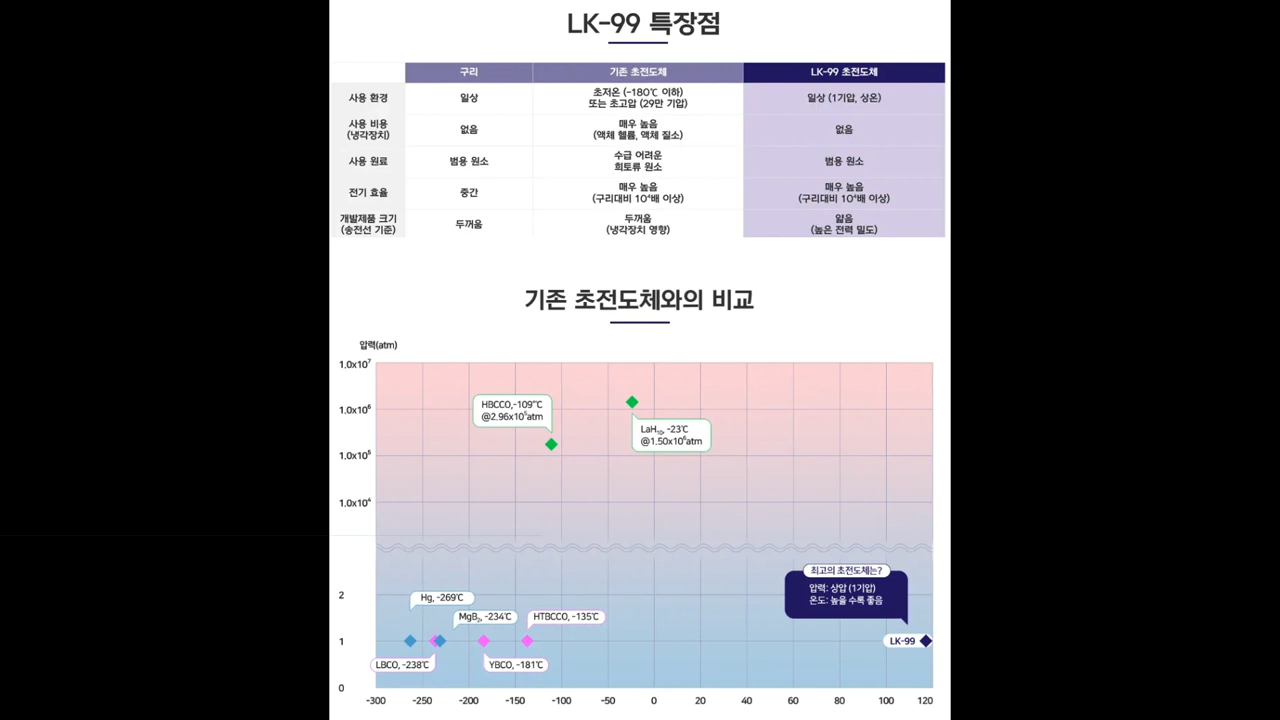 LK-99 특장점
구리 기존 초전도체 LK-99 초전도체
사용 환경 일상 초저온 (-180℃ 이하) 또는 초고압 (29만 기압) 일상 (1기압, 상온)
사용 비용 (냉각장치) 없음 매우 높음 (액체 헬륨, 액체 질소) 없음
사용 원료 범용 원소 수급 어려운 희토류 원소 범용 원소
전기 효율 중간 매우 높음 (구리대비 10⁴배 이상) 매우 높음 (구리대비 10⁴배 이상)
개발제품 크기 (송전선 기준) 두꺼움 두꺼움 (냉각장치 영향) 얇음 (높은 전력 밀도)
기존 초전도체와의 비교
압력(atm)
1.0x10⁷
1.0x10⁶
1.0x10⁵
1.0x10⁴
2
1
0
HBCCO,-109°℃
@2.96x10⁵atm
LaH₁₀, -23℃
@1.50x10⁶atm
최고의 초전도체는?
압력: 상압 (1기압)
온도: 높을 수록 좋음
Hg, -269℃
MgB₂, -234℃
HTBCCO, -135℃
LK-99
LBCO, -238℃
YBCO, -181℃
-300 -250 -200 -150 -100 -50 0 20 40 60 80 100 120